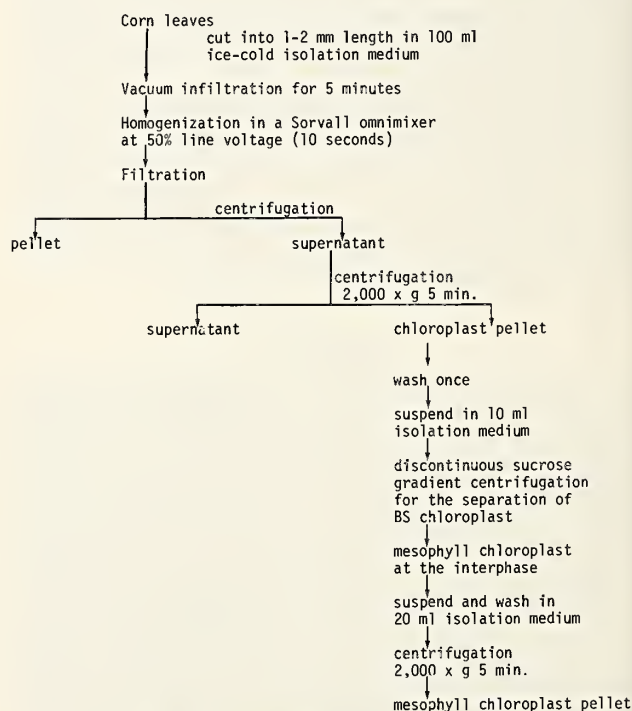 Corn leaves
cut into 1-2 mm length in 100 ml
ice-cold isolation medium
Vacuum infiltration for 5 minutes
Homogenization in a Sorvall omnimixer
at 50% line voltage (10 seconds)
Filtration
centrifugation
pellet
supernatant
centrifugation
2,000 x g 5 min.
supernatant
chloroplast pellet
wash once
suspend in 10 ml
isolation medium
discontinuous sucrose
gradient centrifugation
for the separation of
BS chloroplast
mesophyll chloroplast
at the interphase
suspend and wash in
20 ml isolation medium
centrifugation
2,000 x g 5 min.
mesophyll chloroplast pellet